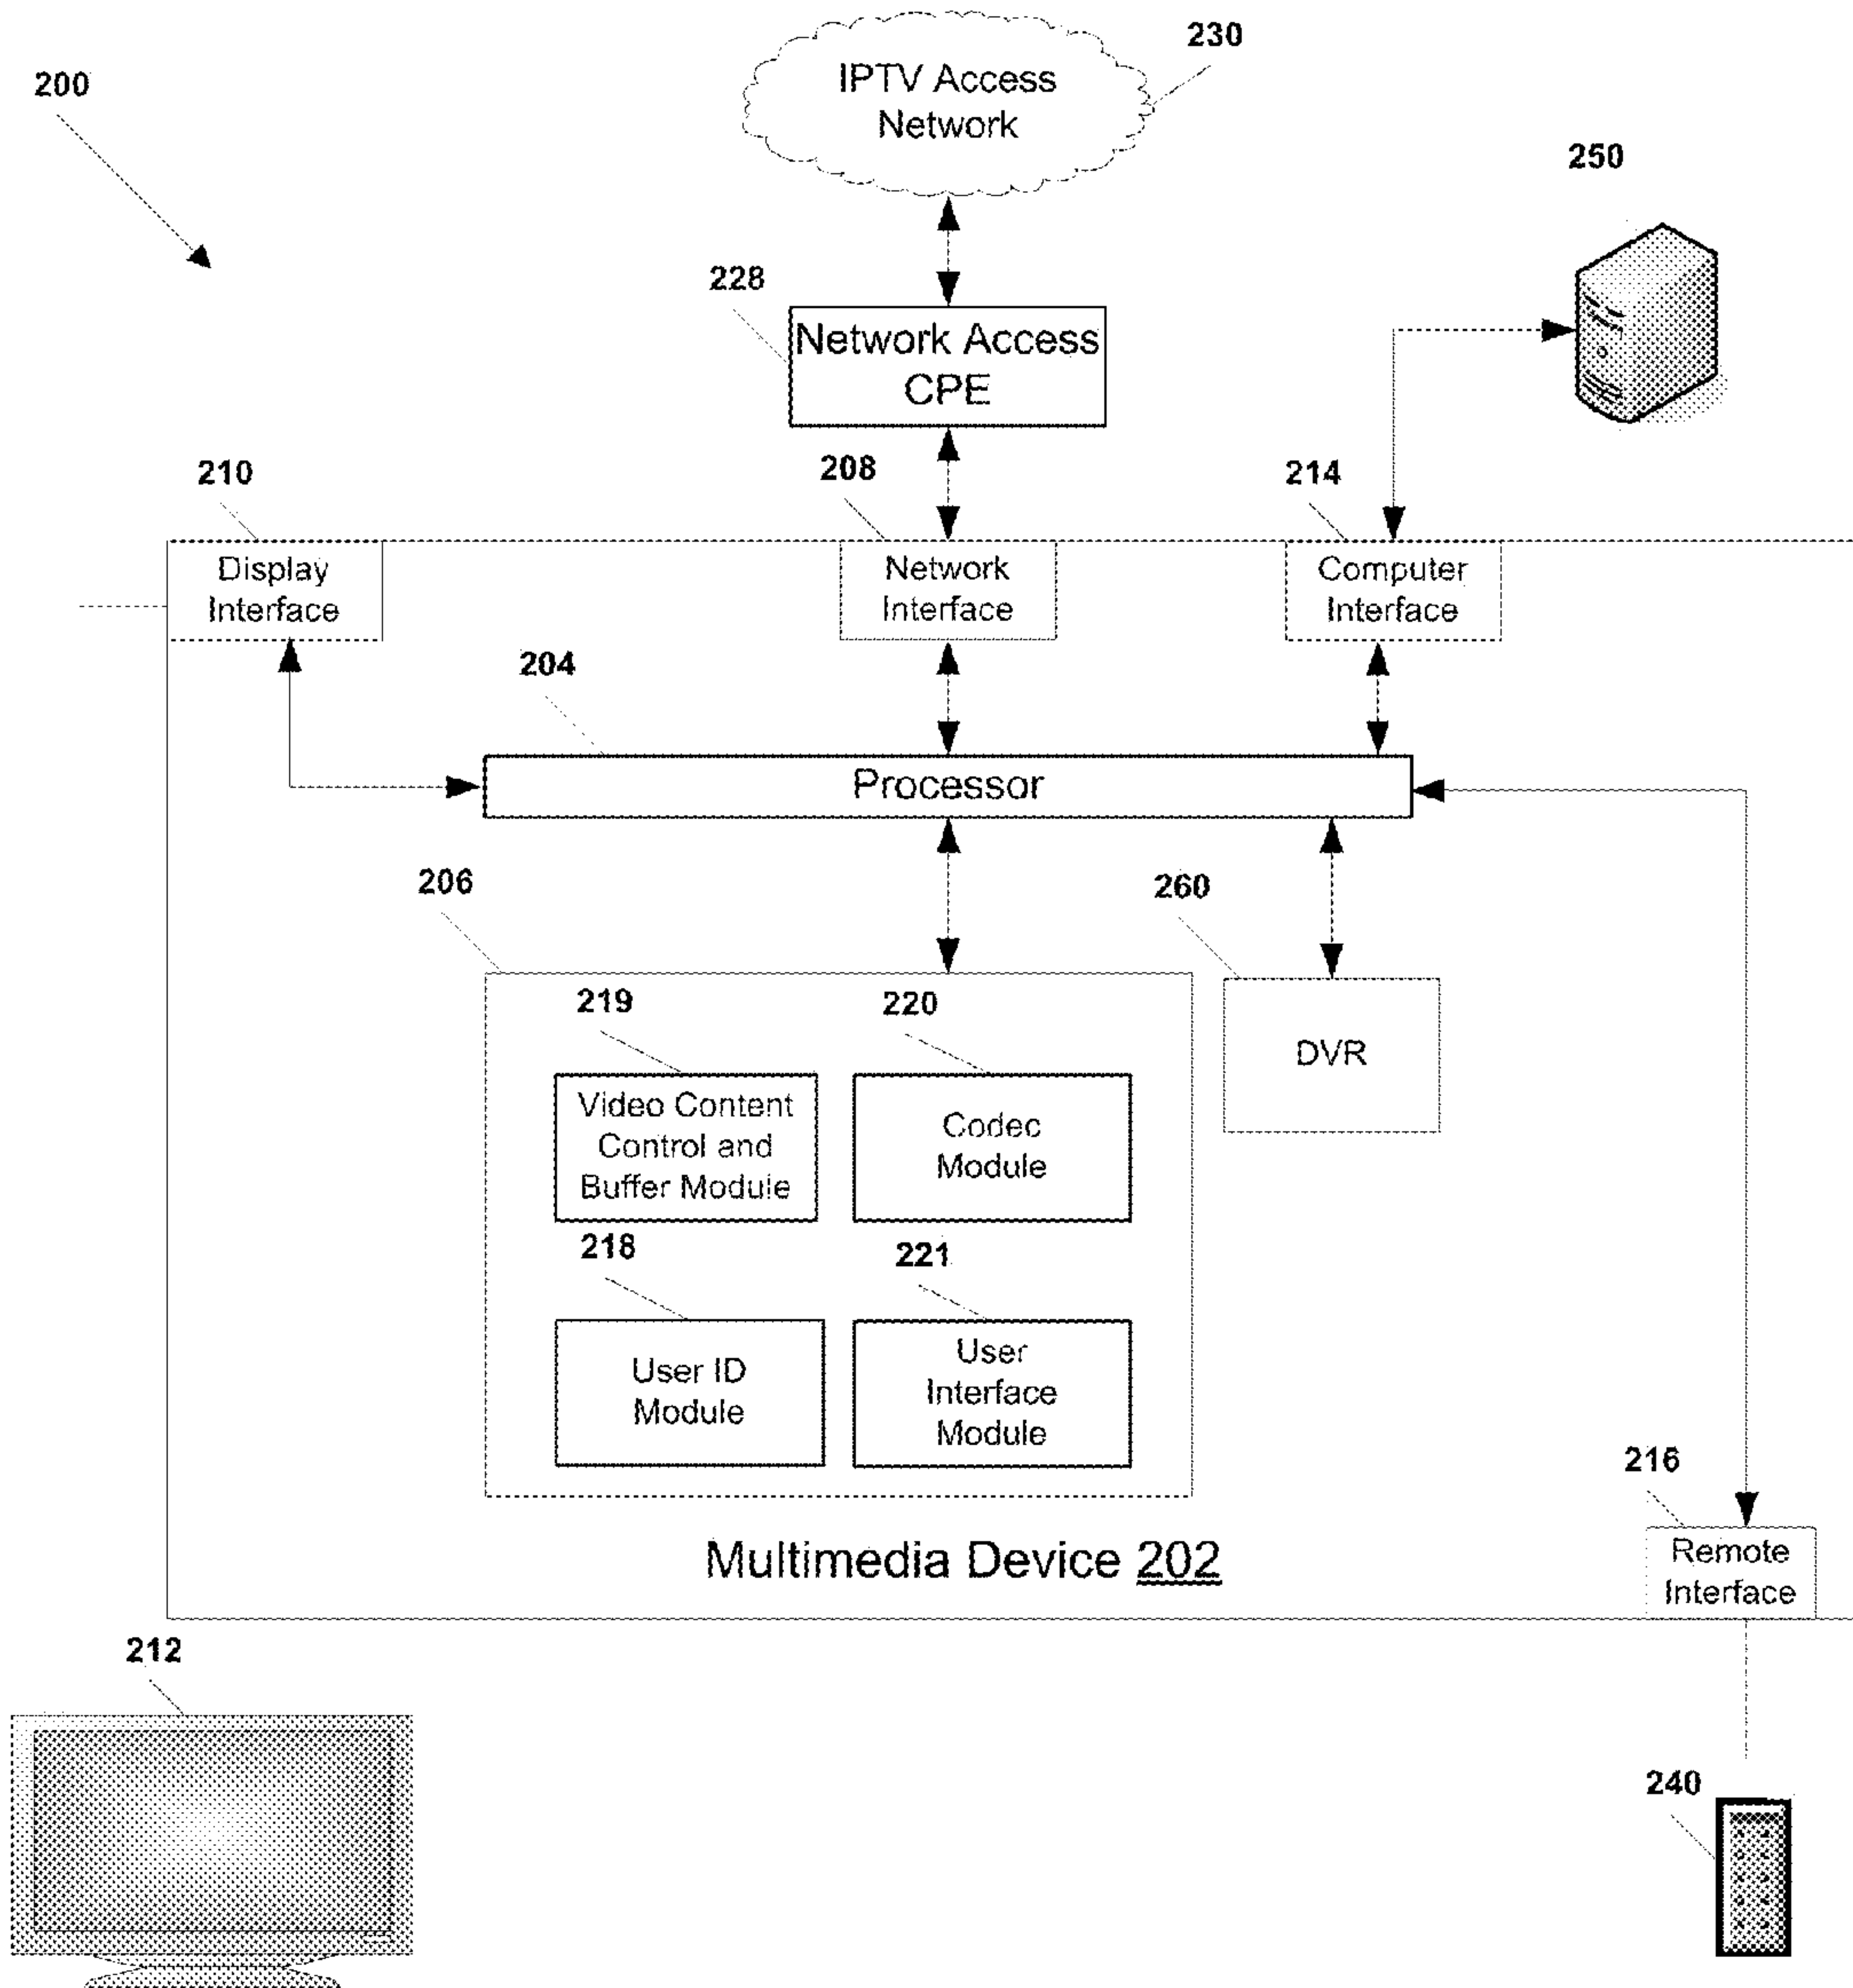 230
IPTV Access
Network
200
250
228
Network Access
CPE
210
208
214
Display
Interface
Network
Interface
Computer
Interface
204
Processor
206
260
219
220
DVR
Video Content
Control and
Buffer Module
Codec
Module
218
221
User ID
Module
User
Interface
Module
216
Multimedia Device 202
Remote
Interface
212
240